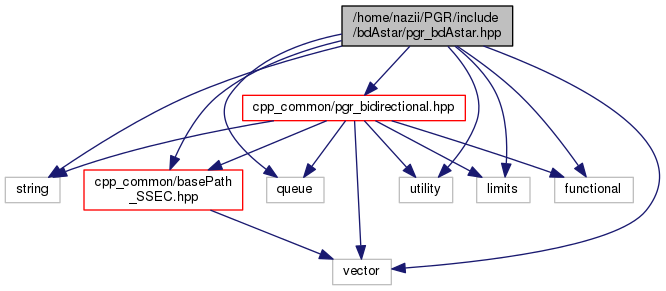 /home/nazii/PGR/include
/bdAstar/pgr_bdAstar.hpp
cpp_common/pgr_bidirectional.hpp
string
cpp_common/basePath
_SSEC.hpp
queue
utility
limits
functional
vector